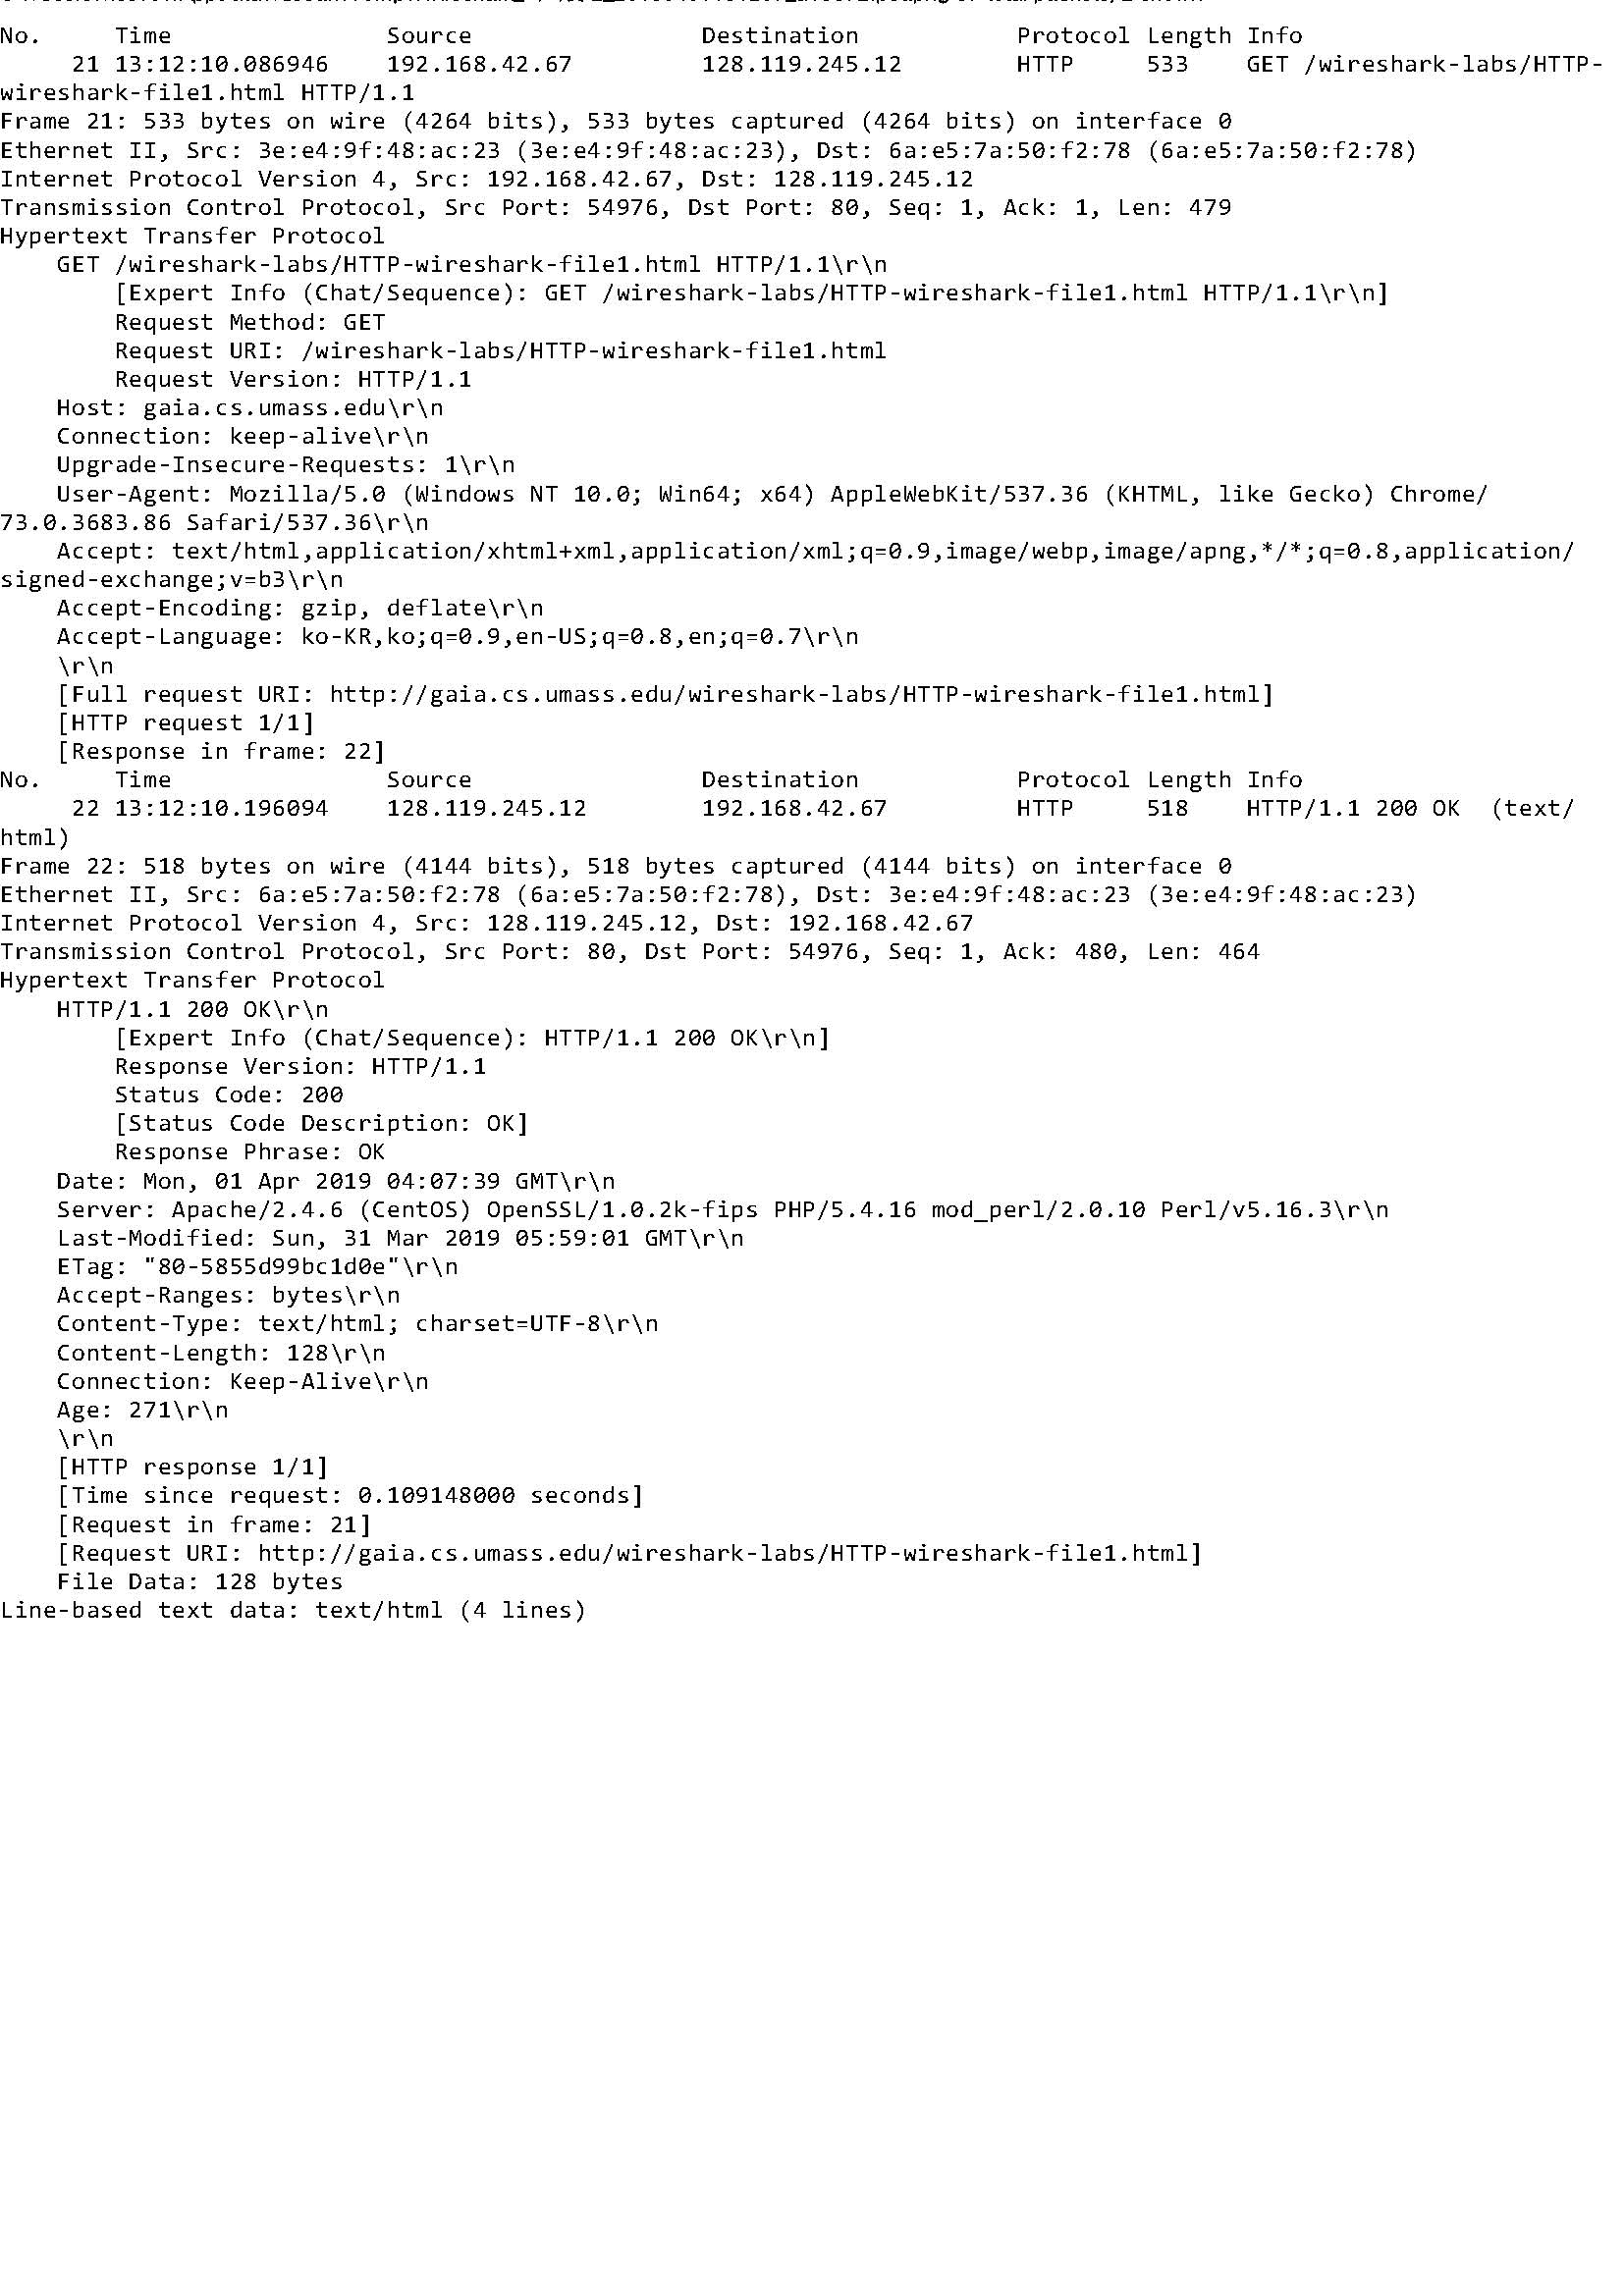 No.     Time               Source                Destination           Protocol Length Info
     21 13:12:10.086946    192.168.42.67         128.119.245.12        HTTP     533    GET /wireshark-labs/HTTP-
wireshark-file1.html HTTP/1.1
Frame 21: 533 bytes on wire (4264 bits), 533 bytes captured (4264 bits) on interface 0
Ethernet II, Src: 3e:e4:9f:48:ac:23 (3e:e4:9f:48:ac:23), Dst: 6a:e5:7a:50:f2:78 (6a:e5:7a:50:f2:78)
Internet Protocol Version 4, Src: 192.168.42.67, Dst: 128.119.245.12
Transmission Control Protocol, Src Port: 54976, Dst Port: 80, Seq: 1, Ack: 1, Len: 479
Hypertext Transfer Protocol
    GET /wireshark-labs/HTTP-wireshark-file1.html HTTP/1.1\r\n
        [Expert Info (Chat/Sequence): GET /wireshark-labs/HTTP-wireshark-file1.html HTTP/1.1\r\n]
        Request Method: GET
        Request URI: /wireshark-labs/HTTP-wireshark-file1.html
        Request Version: HTTP/1.1
    Host: gaia.cs.umass.edu\r\n
    Connection: keep-alive\r\n
    Upgrade-Insecure-Requests: 1\r\n
    User-Agent: Mozilla/5.0 (Windows NT 10.0; Win64; x64) AppleWebKit/537.36 (KHTML, like Gecko) Chrome/
73.0.3683.86 Safari/537.36\r\n
    Accept: text/html,application/xhtml+xml,application/xml;q=0.9,image/webp,image/apng,*/*;q=0.8,application/
signed-exchange;v=b3\r\n
    Accept-Encoding: gzip, deflate\r\n
    Accept-Language: ko-KR,ko;q=0.9,en-US;q=0.8,en;q=0.7\r\n
    \r\n
    [Full request URI: http://gaia.cs.umass.edu/wireshark-labs/HTTP-wireshark-file1.html]
    [HTTP request 1/1]
    [Response in frame: 22]
No.     Time               Source                Destination           Protocol Length Info
     22 13:12:10.196094    128.119.245.12        192.168.42.67         HTTP     518    HTTP/1.1 200 OK  (text/
html)
Frame 22: 518 bytes on wire (4144 bits), 518 bytes captured (4144 bits) on interface 0
Ethernet II, Src: 6a:e5:7a:50:f2:78 (6a:e5:7a:50:f2:78), Dst: 3e:e4:9f:48:ac:23 (3e:e4:9f:48:ac:23)
Internet Protocol Version 4, Src: 128.119.245.12, Dst: 192.168.42.67
Transmission Control Protocol, Src Port: 80, Dst Port: 54976, Seq: 1, Ack: 480, Len: 464
Hypertext Transfer Protocol
    HTTP/1.1 200 OK\r\n
        [Expert Info (Chat/Sequence): HTTP/1.1 200 OK\r\n]
        Response Version: HTTP/1.1
        Status Code: 200
        [Status Code Description: OK]
        Response Phrase: OK
    Date: Mon, 01 Apr 2019 04:07:39 GMT\r\n
    Server: Apache/2.4.6 (CentOS) OpenSSL/1.0.2k-fips PHP/5.4.16 mod_perl/2.0.10 Perl/v5.16.3\r\n
    Last-Modified: Sun, 31 Mar 2019 05:59:01 GMT\r\n
    ETag: "80-5855d99bc1d0e"\r\n
    Accept-Ranges: bytes\r\n
    Content-Type: text/html; charset=UTF-8\r\n
    Content-Length: 128\r\n
    Connection: Keep-Alive\r\n
    Age: 271\r\n
    \r\n
    [HTTP response 1/1]
    [Time since request: 0.109148000 seconds]
    [Request in frame: 21]
    [Request URI: http://gaia.cs.umass.edu/wireshark-labs/HTTP-wireshark-file1.html]
    File Data: 128 bytes
Line-based text data: text/html (4 lines)